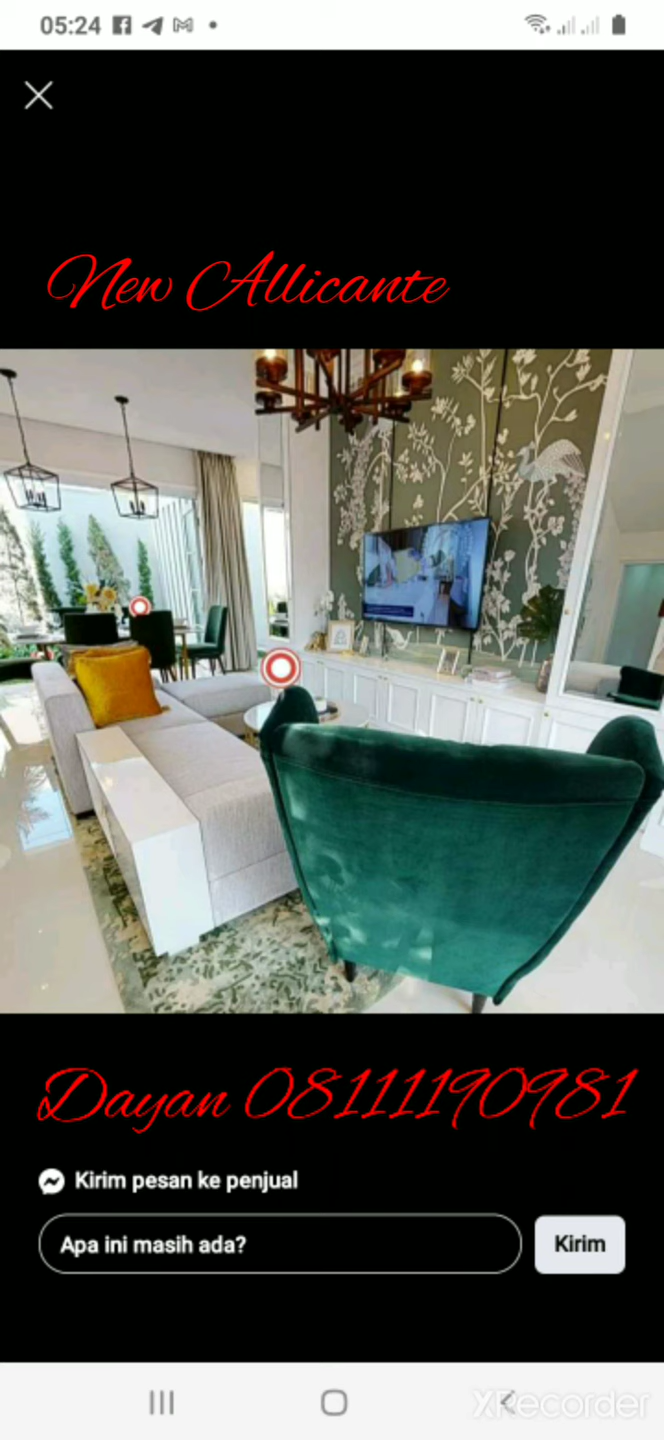 05:24
New Allicante
Dayan 08111190981
Kirim pesan ke penjual
Apa ini masih ada?
Kirim
XRecorder